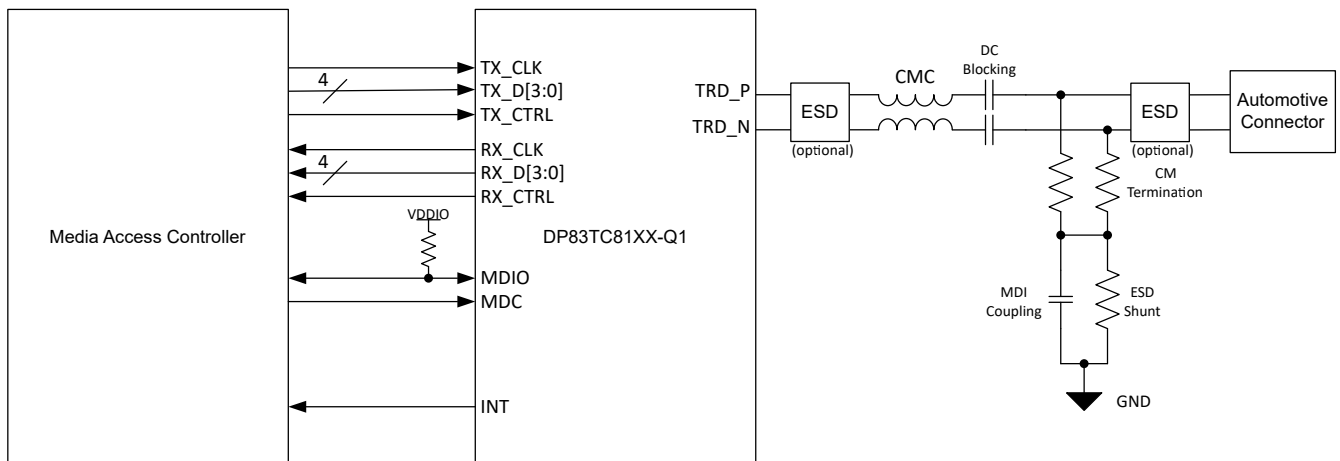 Media Access Controller
4
4
VDDIO
TX_CLK
TX_D[3:0]
TX_CTRL
RX_CLK
RX_D[3:0]
RX_CTRL
DP83TC81XX-Q1
MDIO
MDC
INT
TRD_P
TRD_N
ESD
(optional)
CMC
DC
Blocking
ESD
(optional)
Automotive
Connector
CM
Termination
MDI
Coupling
ESD
Shunt
GND